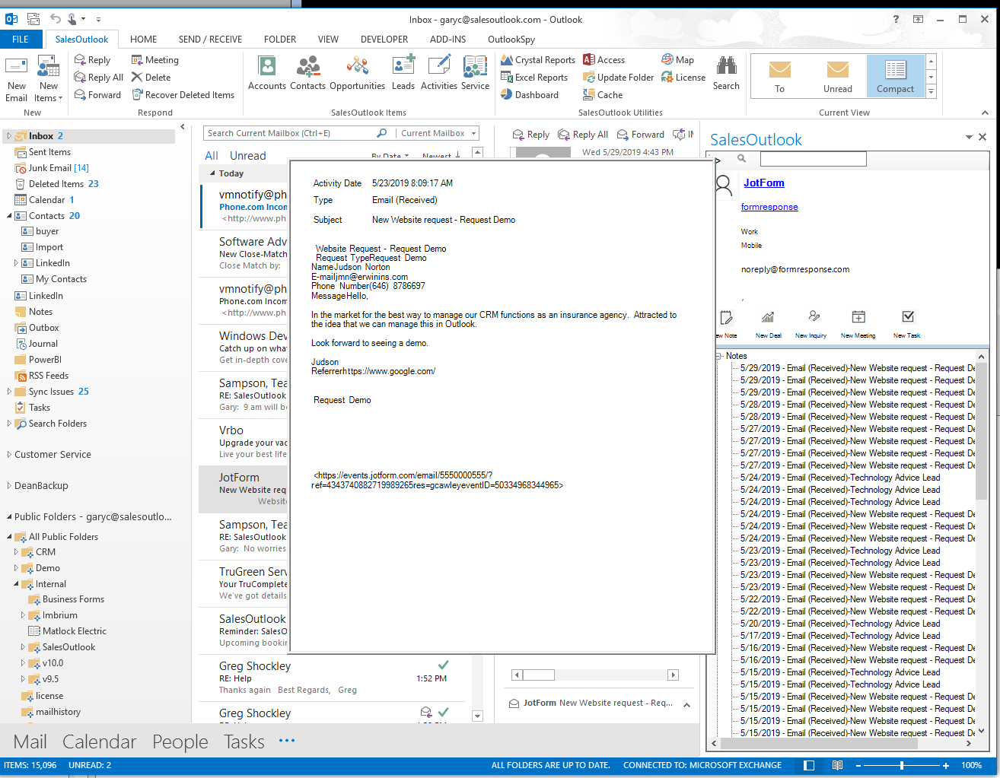 Inbox - garyc@salesoutlook.com - Outlook
FILE
SalesOutlook
HOME
SEND / RECEIVE
FOLDER
VIEW
DEVELOPER
ADD-INS
OutlookSpy
New Email
New Items
New
Reply
Reply All
Forward
Meeting
Delete
Recover Deleted Items
Respond
Accounts
Contacts
Opportunities
Leads
Activities
Service
SalesOutlook Items
Crystal Reports
Excel Reports
Dashboard
Access
Update Folder
Cache
Map
License
Search
SalesOutlook Utilities
To
Unread
Compact
Current View
Inbox 2
Sent Items
Junk Email [14]
Deleted Items 23
Calendar 1
Contacts 20
buyer
Import
LinkedIn
My Contacts
LinkedIn
Notes
Outbox
Journal
PowerBI
RSS Feeds
Sync Issues 25
Tasks
Search Folders
Customer Service
DeanBackup
Public Folders - garyc@salesoutlo...
All Public Folders
CRM
Demo
Internal
Business Forms
Imbrium
Matlock Electric
SalesOutlook
v10.0
v9.5
license
mailhistory
Search Current Mailbox (Ctrl+E)
Current Mailbox
All
Unread
By Date
Newest
Today
vmnotify@ph
Phone.com Incom
<http://www.ph
Software Adv
New Close-Match
Close Match by:
vmnotify@ph
Phone.com Incom
<http://www.ph
Windows Dev
Catch up on what
Get in-depth cove
Sampson, Tea
RE: SalesOutlook
Gary: 9 am will be
Vrbo
Upgrade your vac
Live your best life
JotForm
New Website req
Website
Sampson, Tea
RE: SalesOutlook
Gary: No worries
TruGreen Serv
Your TruComplete
We've got details
SalesOutlook
Reminder: SalesO
Upcoming bookin
Greg Shockley
RE: Help
1:52 PM
Thanks again Best Regards, Greg
Greg Shockley
Reply
Reply All
Forward
IM
Wed 5/29/2019 4:43 PM
Activity Date 5/23/2019 8:09:17 AM
Type Email (Received)
Subject New Website request - Request Demo
Website Request - Request Demo
Request TypeRequest Demo
NameJudson Norton
E-mailjmn@erwinins.com
Phone Number(646) 8786697
MessageHello,
In the market for the best way to manage our CRM functions as an insurance agency. Attracted to
the idea that we can manage this in Outlook.
Look forward to seeing a demo.
Judson
Referrerhttps://www.google.com/
Request Demo
<https://events.jotform.com/email/5550000555/?
ref=4343740882719989265res=gcawleyeventID=50334968344965>
JotForm New Website request - Req...
SalesOutlook
JotForm
formresponse
Work
Mobile
noreply@formresponse.com
,
ew Note
New Deal
New Inquiry
New Meeting
New Task
Notes
5/29/2019 - Email (Received)-New Website request - Request De
5/29/2019 - Email (Received)-New Website request - Request De
5/29/2019 - Email (Received)-New Website request - Request De
5/28/2019 - Email (Received)-New Website request - Request De
5/28/2019 - Email (Received)-New Website request - Request De
5/27/2019 - Email (Received)-New Website request - Request De
5/27/2019 - Email (Received)-New Website request - Request De
5/27/2019 - Email (Received)-New Website request - Request De
5/27/2019 - Email (Received)-New Website request - Request De
5/24/2019 - Email (Received)-Technology Advice Lead
5/24/2019 - Email (Received)-Technology Advice Lead
5/24/2019 - Email (Received)-Technology Advice Lead
5/24/2019 - Email (Received)-New Website request - Request De
5/24/2019 - Email (Received)-New Website request - Request De
5/24/2019 - Email (Received)-New Website request - Request De
5/23/2019 - Email (Received)-Technology Advice Lead
5/23/2019 - Email (Received)-Technology Advice Lead
5/23/2019 - Email (Received)-New Website request - Request De
5/23/2019 - Email (Received)-New Website request - Request De
5/22/2019 - Email (Received)-New Website request - Request De
5/22/2019 - Email (Received)-New Website request - Request De
5/20/2019 - Email (Received)-Technology Advice Lead
5/17/2019 - Email (Received)-Technology Advice Lead
5/16/2019 - Email (Received)-New Website request - Request De
5/16/2019 - Email (Received)-New Website request - Request De
5/15/2019 - Email (Received)-Technology Advice Lead
5/15/2019 - Email (Received)-Technology Advice Lead
5/15/2019 - Email (Received)-New Website request - Request De
5/15/2019 - Email (Received)-New Website request - Request De
5/15/2019 - Email (Received)-New Website request - Request De
5/15/2019 - Email (Received)-New Website request - Request De
Mail
Calendar
People
Tasks
ITEMS: 15,096
UNREAD: 2
ALL FOLDERS ARE UP TO DATE.
CONNECTED TO: MICROSOFT EXCHANGE
100%